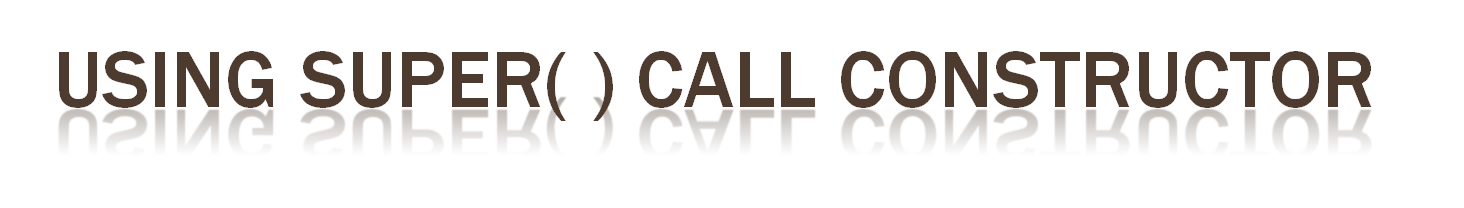 USING SUPER( ) CALL CONSTRUCTOR